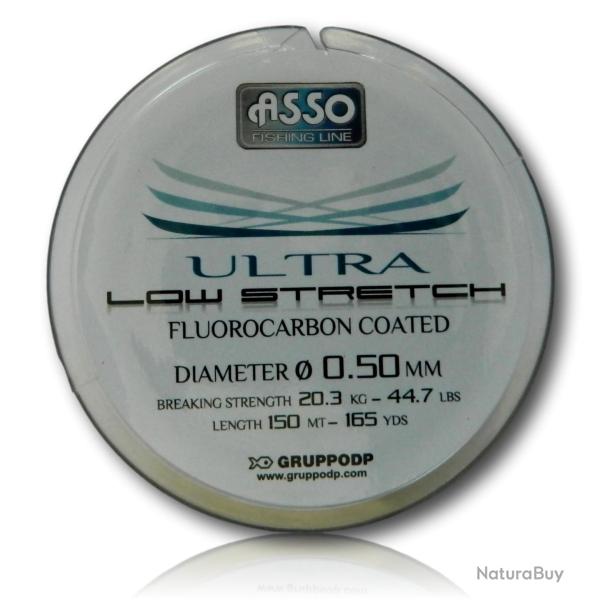 ASSO
FISHING LINE
ULTRA
LOW STRETCH
FLUOROCARBON COATED
DIAMETER Ø 0.50 MM
BREAKING STRENGTH 20.3 KG - 44.7 LBS
LENGTH 150 MT - 165 YDS
GRUPPODP
www.gruppodp.com
NaturaBuy